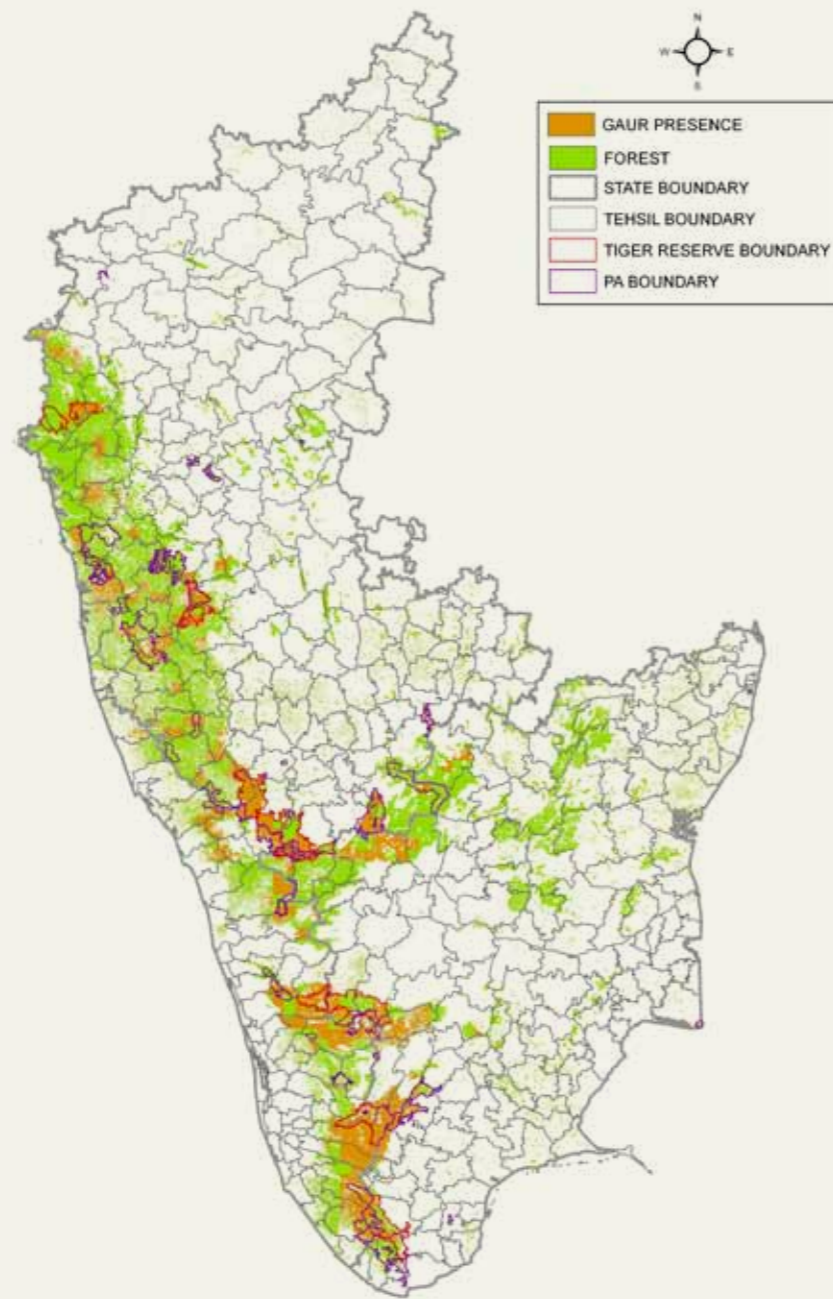 N
W E
S
GAUR PRESENCE
FOREST
STATE BOUNDARY
TEHSIL BOUNDARY
TIGER RESERVE BOUNDARY
PA BOUNDARY